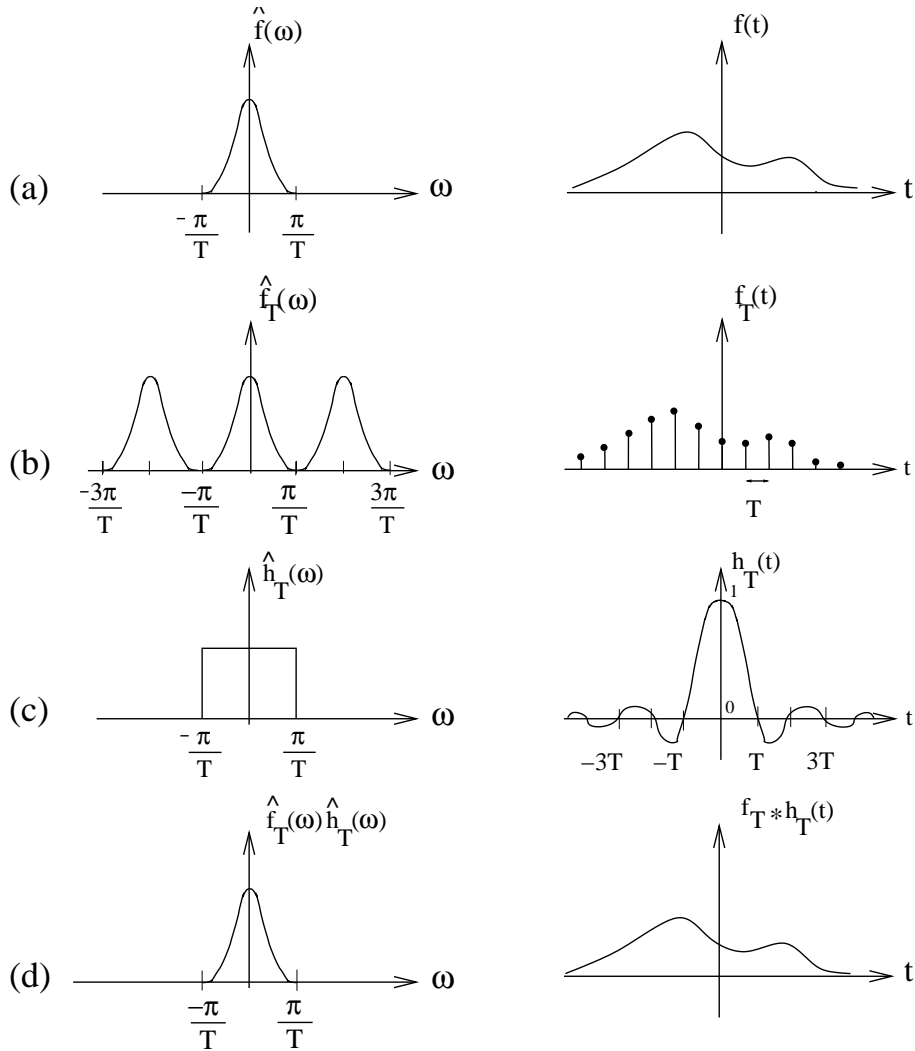 f̂(ω)
f(t)
(a)
ω
t
-π/T
π/T
f̂_T(ω)
f_T(t)
(b)
ω
t
-3π/T
-π/T
π/T
3π/T
T
ĥ_T(ω)
h_T(t)
1
(c)
ω
0
t
-π/T
π/T
-3T
-T
T
3T
f̂_T(ω) ĥ_T(ω)
f_T * h_T(t)
(d)
ω
t
-π/T
π/T